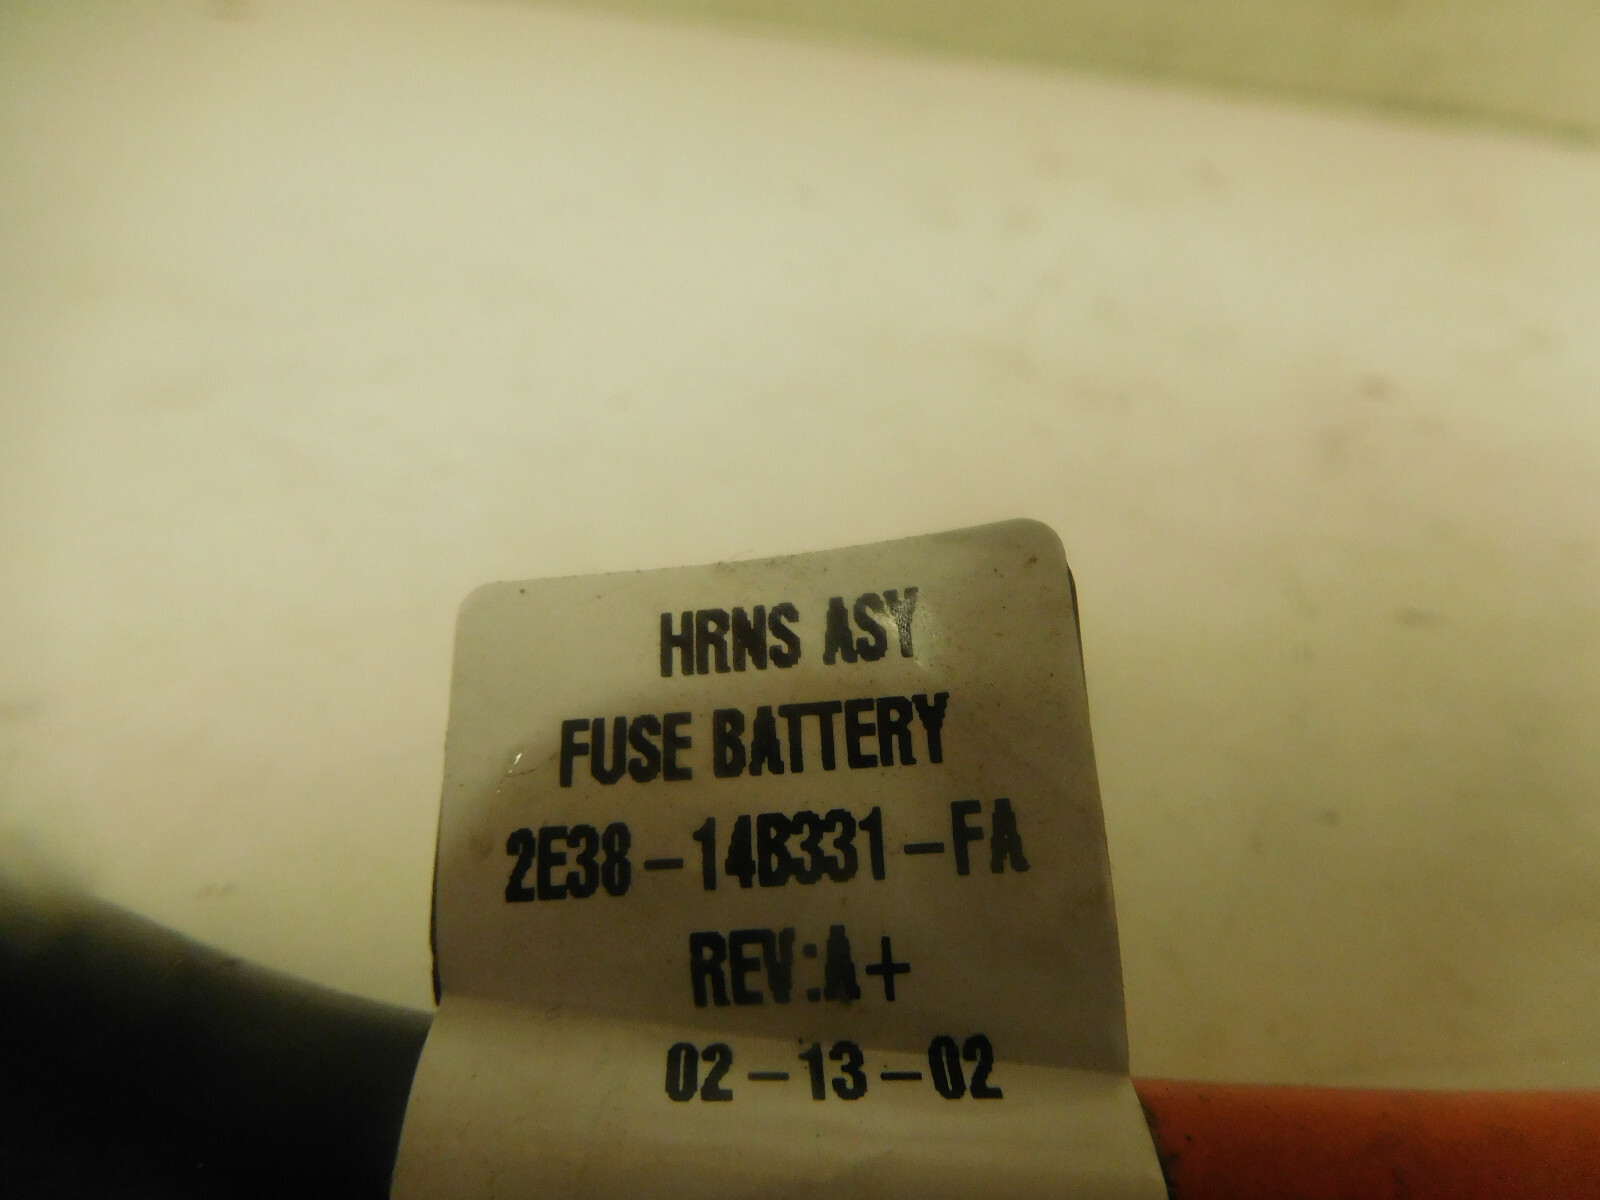 HRNS ASY
FUSE BATTERY
2E38-14B331-FA
REV:A+
02-13-02